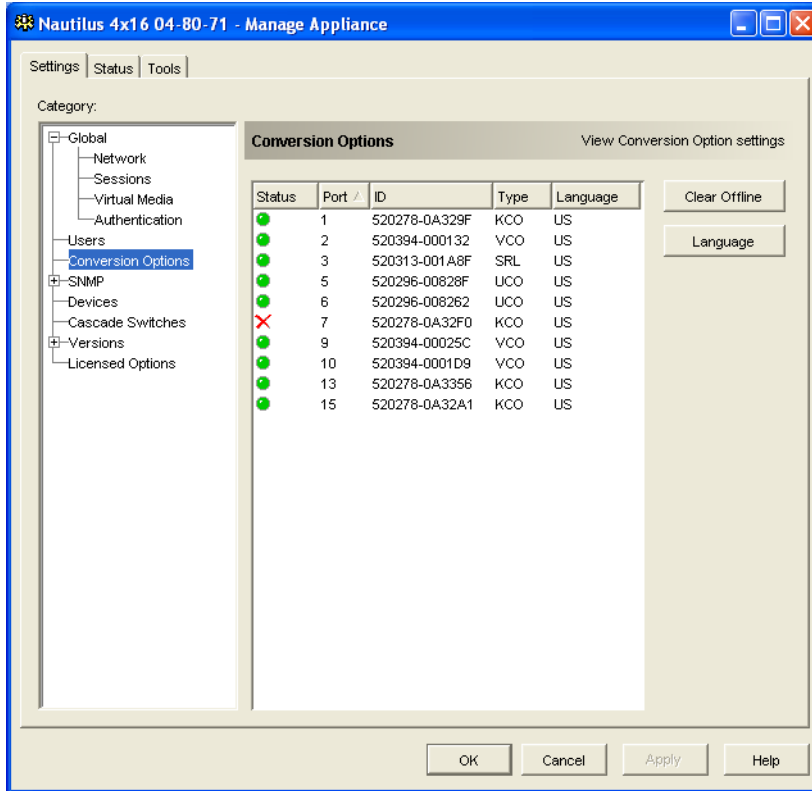 Nautilus 4x16 04-80-71 - Manage Appliance
Settings Status Tools
Category:
Global
Network
Sessions
Virtual Media
Authentication
Users
Conversion Options
SNMP
Devices
Cascade Switches
Versions
Licensed Options
Conversion Options View Conversion Option settings
Status Port ID Type Language
1 520278-0A329F KCO US
2 520394-000132 VCO US
3 520313-001A8F SRL US
5 520296-00828F UCO US
6 520296-008262 UCO US
7 520278-0A32F0 KCO US
9 520394-00025C VCO US
10 520394-0001D9 VCO US
13 520278-0A3356 KCO US
15 520278-0A32A1 KCO US
Clear Offline
Language
OK Cancel Apply Help